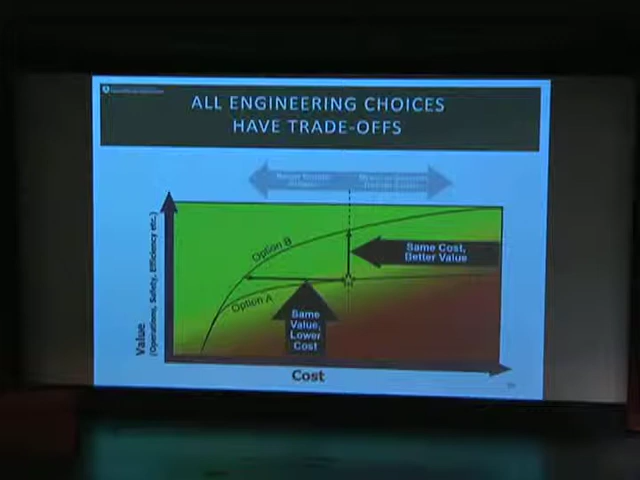 ALL ENGINEERING CHOICES
HAVE TRADE-OFFS
Option B
Same Cost,
Better Value
Option A
Same
Value,
Lower
Cost
Value
(Operations, Safety, Efficiency etc.)
Cost